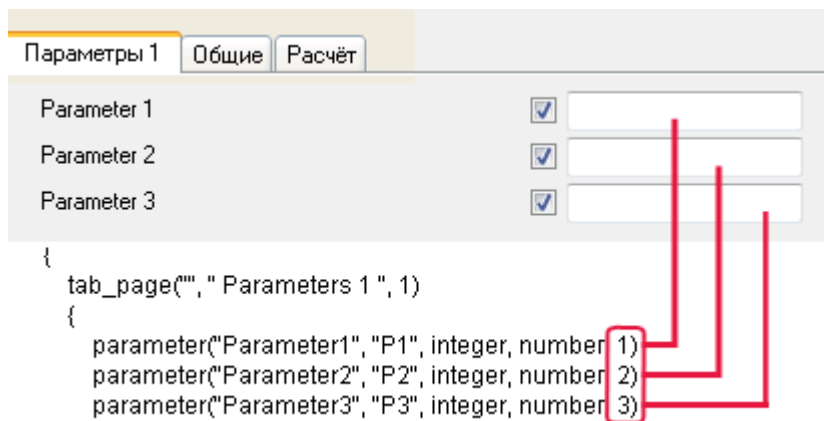 Параметры 1 Общие Расчёт
Parameter 1
Parameter 2
Parameter 3
{
tab_page("", " Parameters 1 ", 1)
{
parameter("Parameter1", "P1", integer, number, 1)
parameter("Parameter2", "P2", integer, number, 2)
parameter("Parameter3", "P3", integer, number, 3)